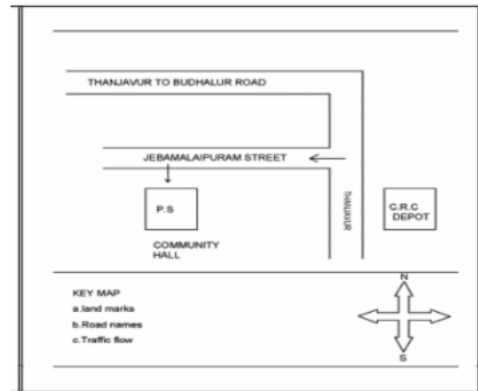 THANJAVUR TO BUDHALUR ROAD
JEBAMALAIPURAM STREET
P.S
THANJAVUR
C.R.C
DEPOT
COMMUNITY
HALL
KEY MAP
a.land marks
b.Road names
c.Traffic flow
N
S